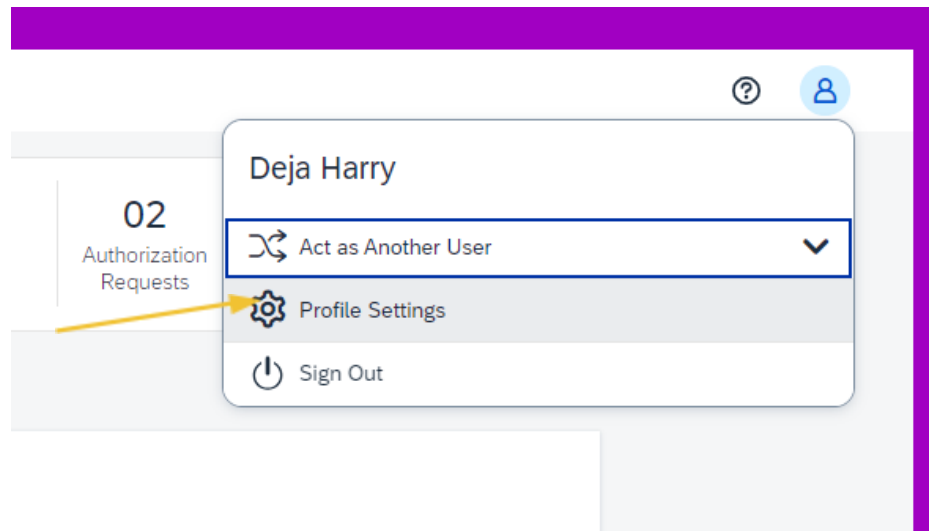 Deja Harry
02
Authorization
Requests
Act as Another User
Profile Settings
Sign Out